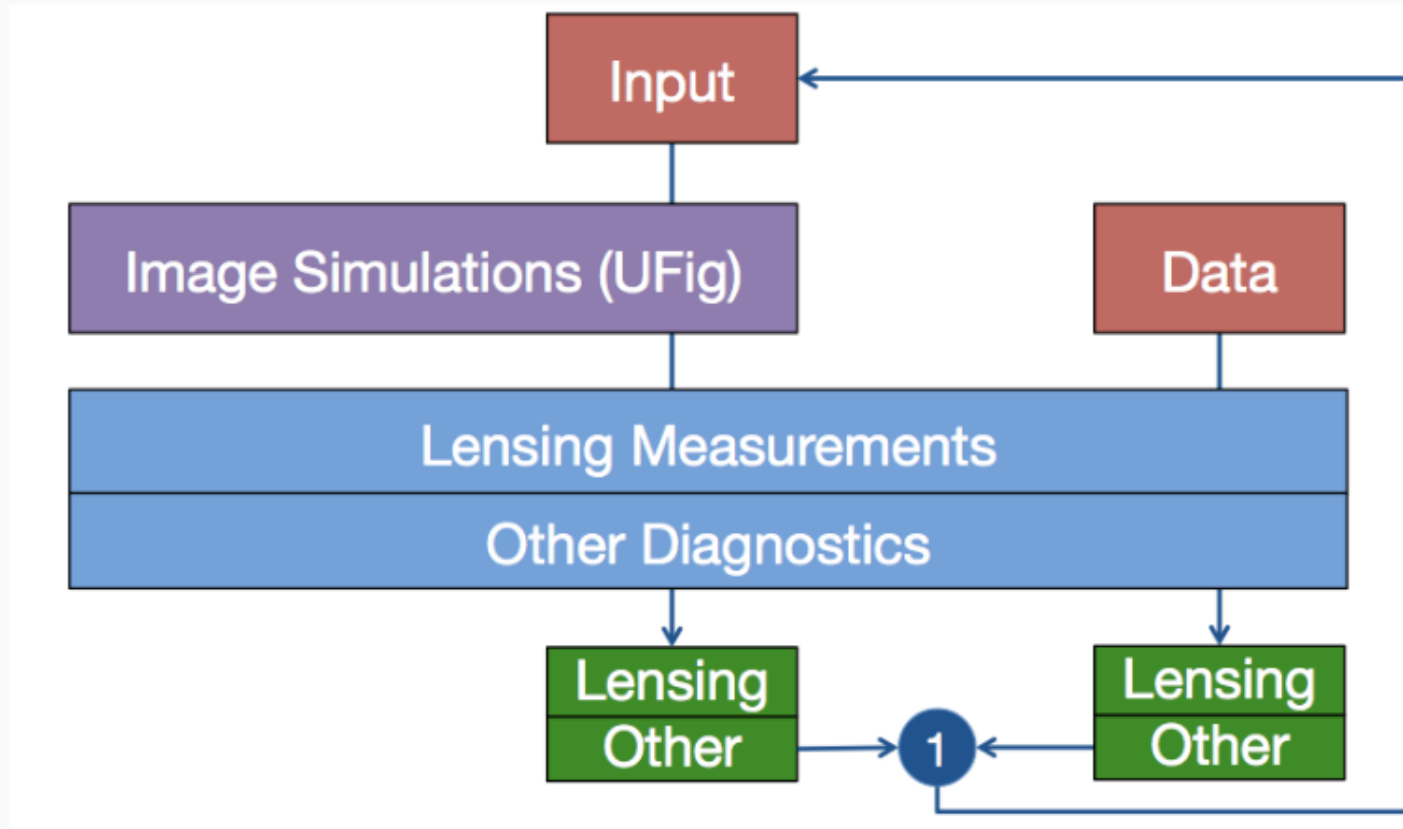 Input
Image Simulations (UFig)
Data
Lensing Measurements
Other Diagnostics
Lensing
Other
1
Lensing
Other